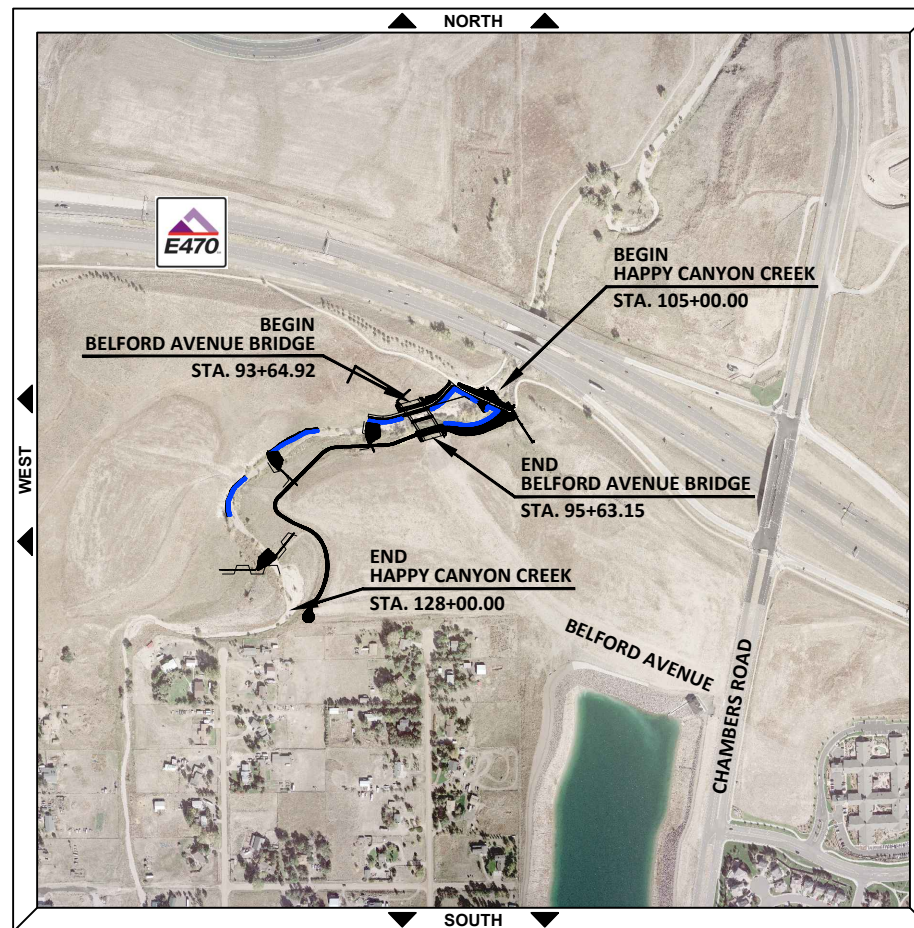 NORTH
E470
BEGIN
HAPPY CANYON CREEK
STA. 105+00.00
BEGIN
BELFORD AVENUE BRIDGE
STA. 93+64.92
WEST
END
BELFORD AVENUE BRIDGE
STA. 95+63.15
END
HAPPY CANYON CREEK
STA. 128+00.00
BELFORD AVENUE
CHAMBERS ROAD
SOUTH